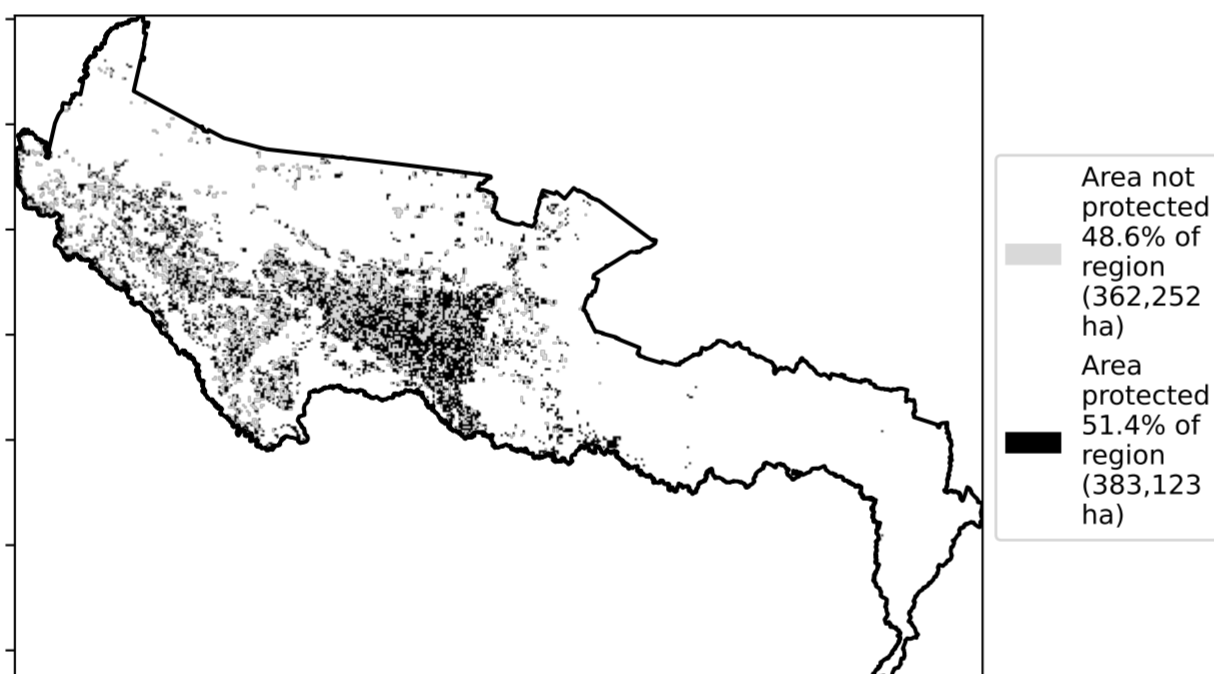 Area not
protected
48.6% of
region
(362,252
ha)
Area
protected
51.4% of
region
(383,123
ha)